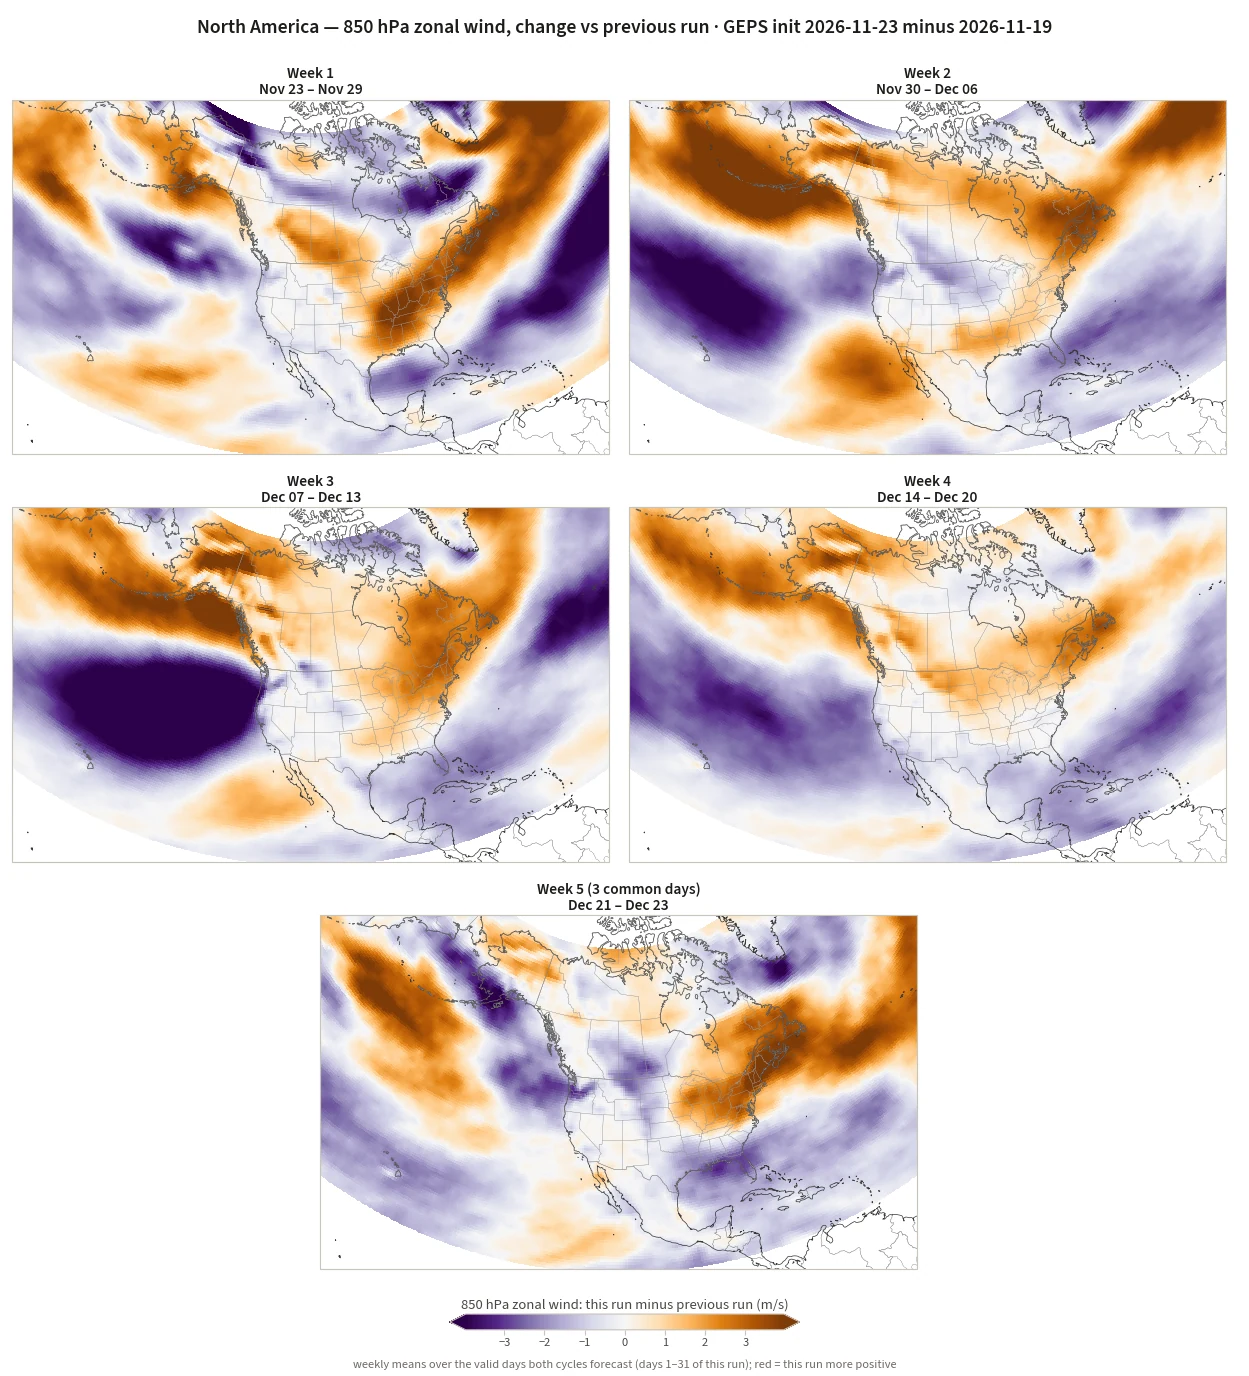 North America — 850 hPa zonal wind, change vs previous run · GEPS init 2026-11-23 minus 2026-11-19
Week 1
Nov 23 – Nov 29
Week 2
Nov 30 – Dec 06
Week 3
Dec 07 – Dec 13
Week 4
Dec 14 – Dec 20
Week 5 (3 common days)
Dec 21 – Dec 23
850 hPa zonal wind: this run minus previous run (m/s)
−3 −2 −1 0 1 2 3
weekly means over the valid days both cycles forecast (days 1–31 of this run); red = this run more positive